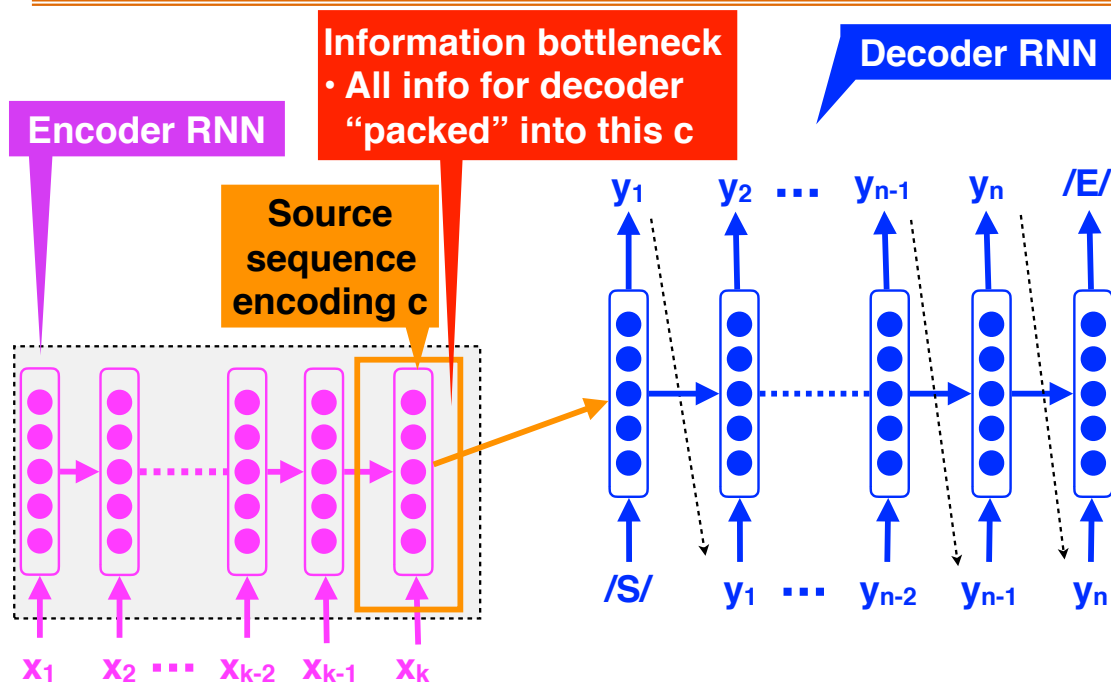 Information bottleneck
• All info for decoder
“packed” into this c
Decoder RNN
Encoder RNN
Source
sequence
encoding c
y1 y2 ... yn-1 yn /E/
/S/ y1 ... yn-2 yn-1 yn
x1 x2 ... xk-2 xk-1 xk